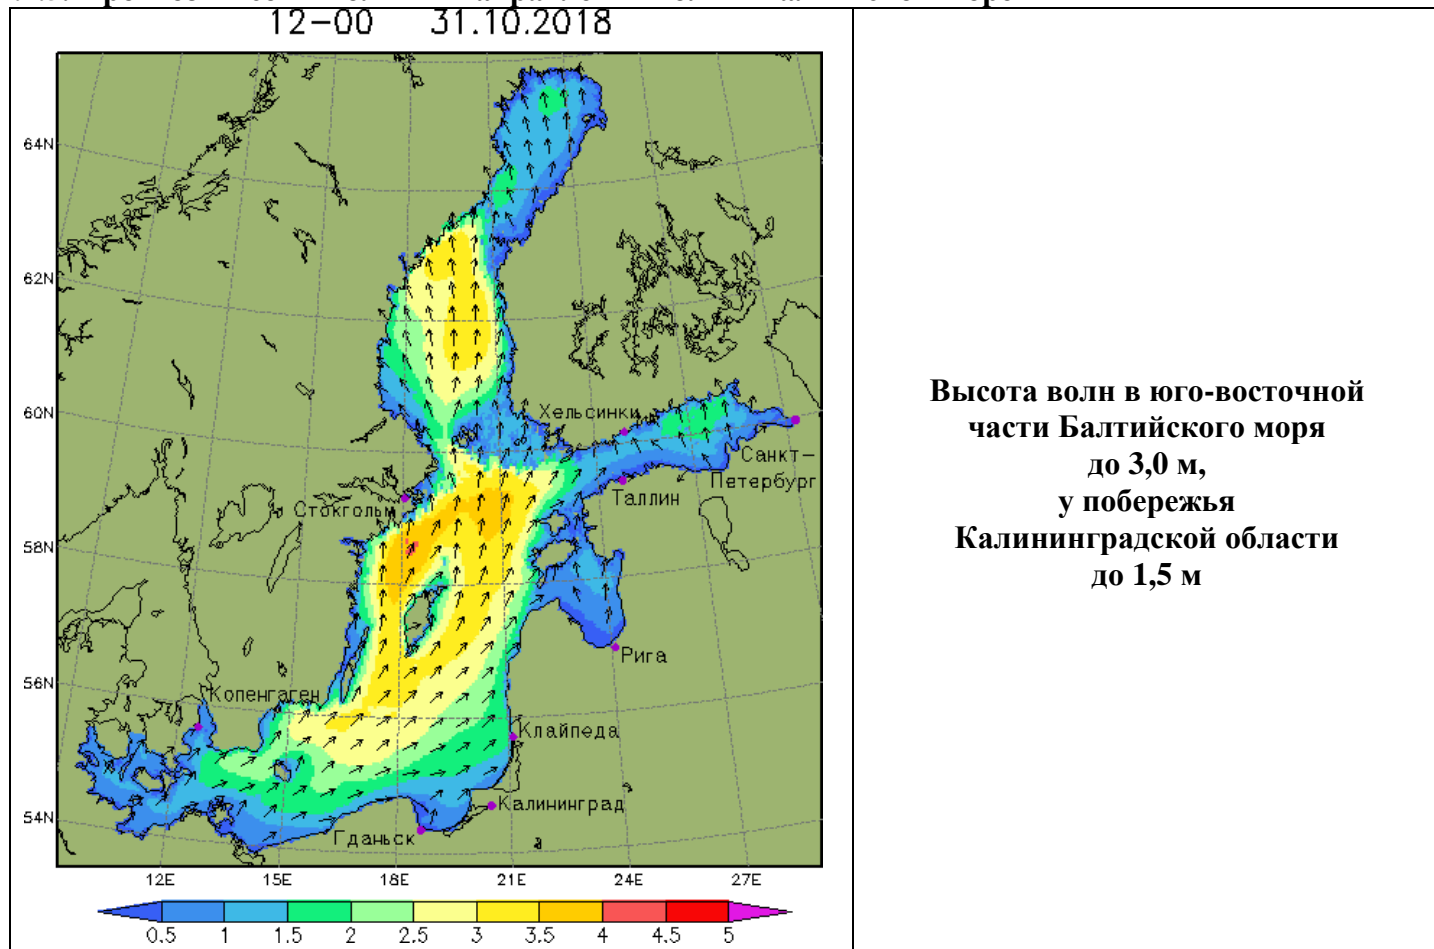 12-00 31.10.2018
64N
62N
60N
58N
56N
54N
Хельсинки
Санкт-
Петербург
Таллин
Стокгольм
Рига
Копенгаген
Клайпеда
Калининград
Гданьск
12E 15E 18E 21E 24E 27E
0.5 1 1.5 2 2.5 3 3.5 4 4.5 5
Высота волн в юго-восточной
части Балтийского моря
до 3,0 м,
у побережья
Калининградской области
до 1,5 м